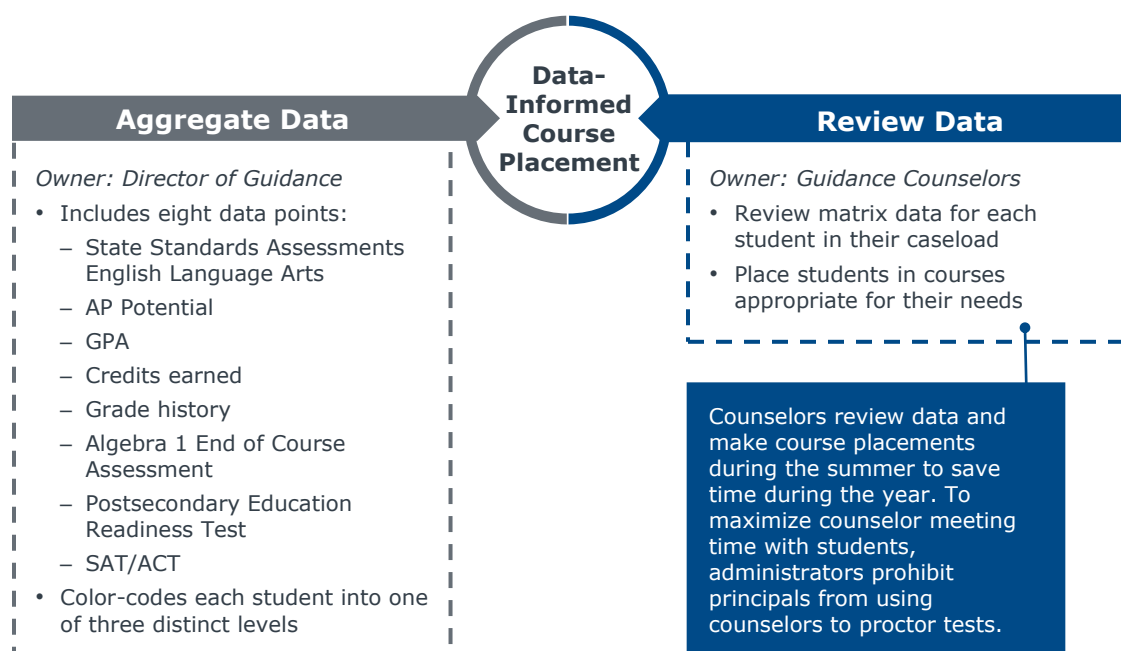 Data-
Informed
Course
Placement
Aggregate Data
Owner: Director of Guidance
• Includes eight data points:
– State Standards Assessments
English Language Arts
– AP Potential
– GPA
– Credits earned
– Grade history
– Algebra 1 End of Course
Assessment
– Postsecondary Education
Readiness Test
– SAT/ACT
• Color-codes each student into one
of three distinct levels
Review Data
Owner: Guidance Counselors
• Review matrix data for each
student in their caseload
• Place students in courses
appropriate for their needs
Counselors review data and
make course placements
during the summer to save
time during the year. To
maximize counselor meeting
time with students,
administrators prohibit
principals from using
counselors to proctor tests.